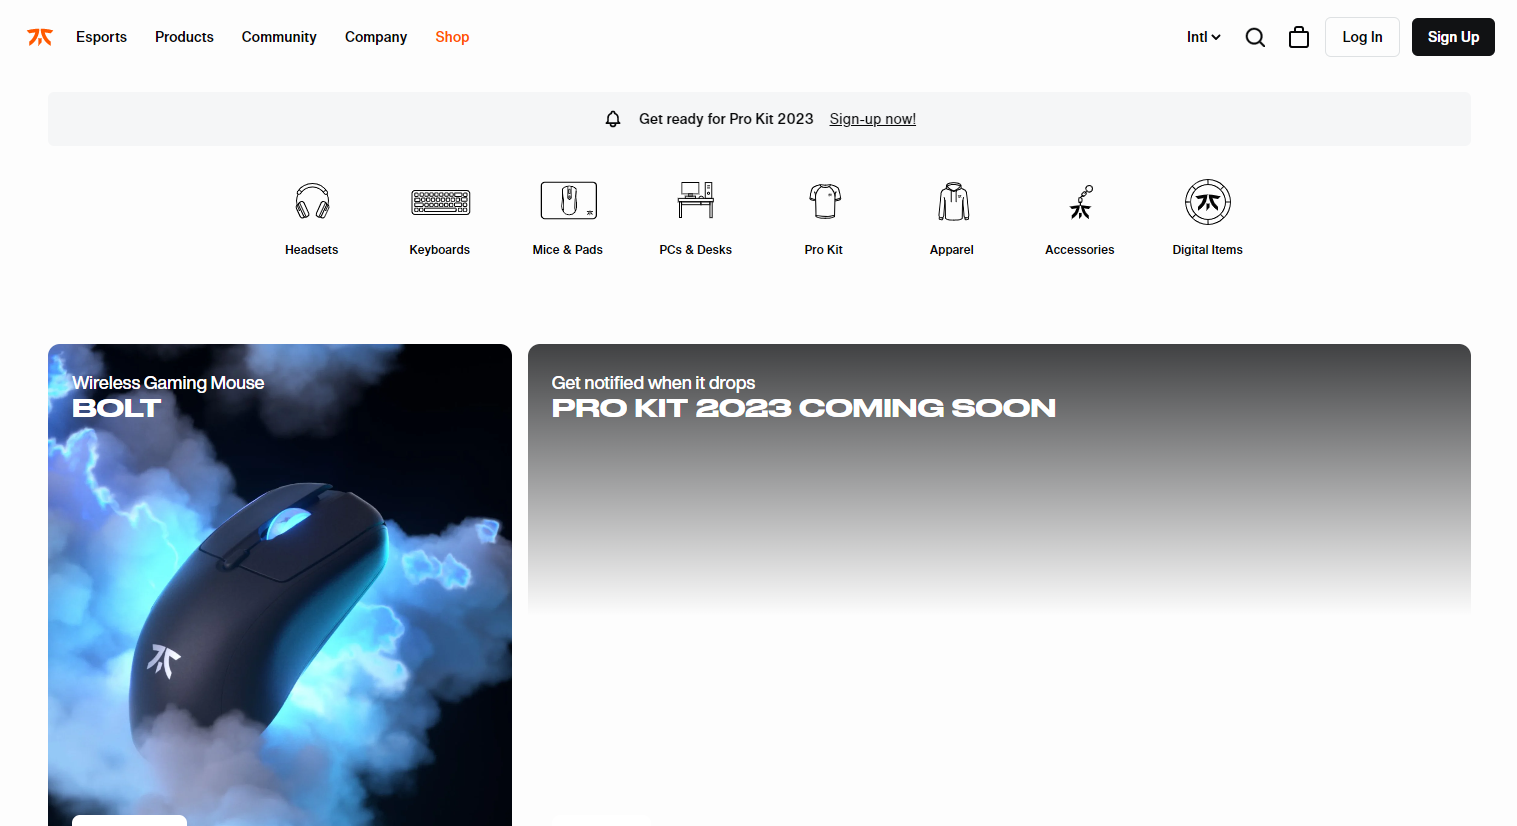 Esports Products Community Company Shop Intl Log In Sign Up
Get ready for Pro Kit 2023 Sign-up now!
Headsets Keyboards Mice & Pads PCs & Desks Pro Kit Apparel Accessories Digital Items
Wireless Gaming Mouse
BOLT
Get notified when it drops
PRO KIT 2023 COMING SOON